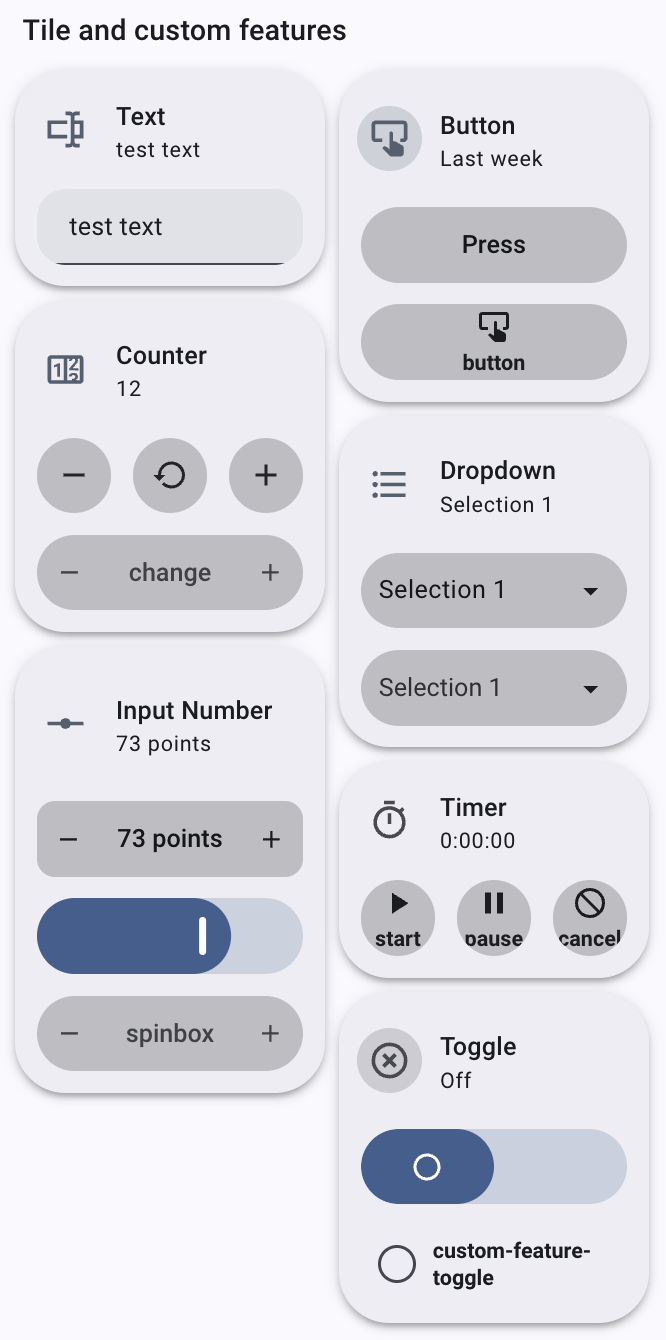 Tile and custom features
Text
test text
test text
Counter
12
change
Input Number
73 points
73 points
spinbox
Button
Last week
Press
button
Dropdown
Selection 1
Selection 1
Selection 1
Timer
0:00:00
start
pause
cancel
Toggle
Off
custom-feature-
toggle